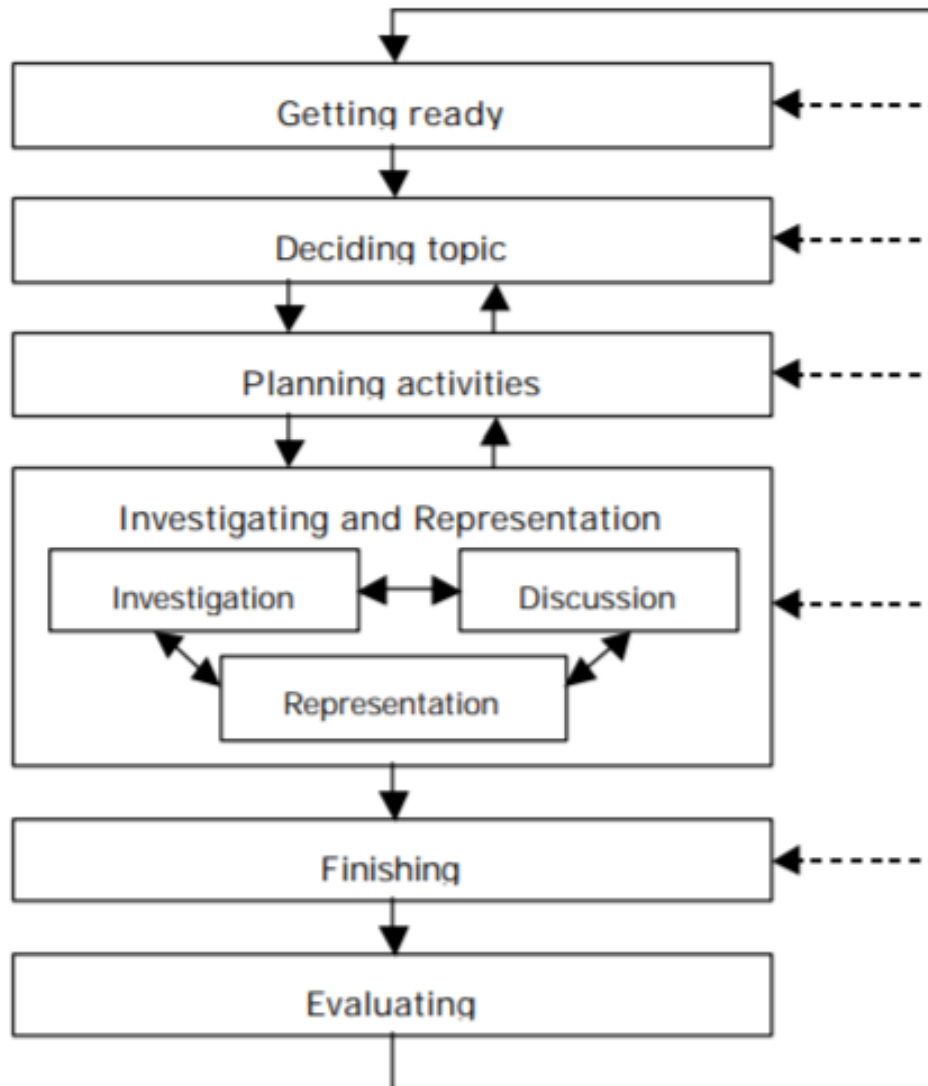 Getting ready
Deciding topic
Planning activities
Investigating and Representation
Investigation
Discussion
Representation
Finishing
Evaluating